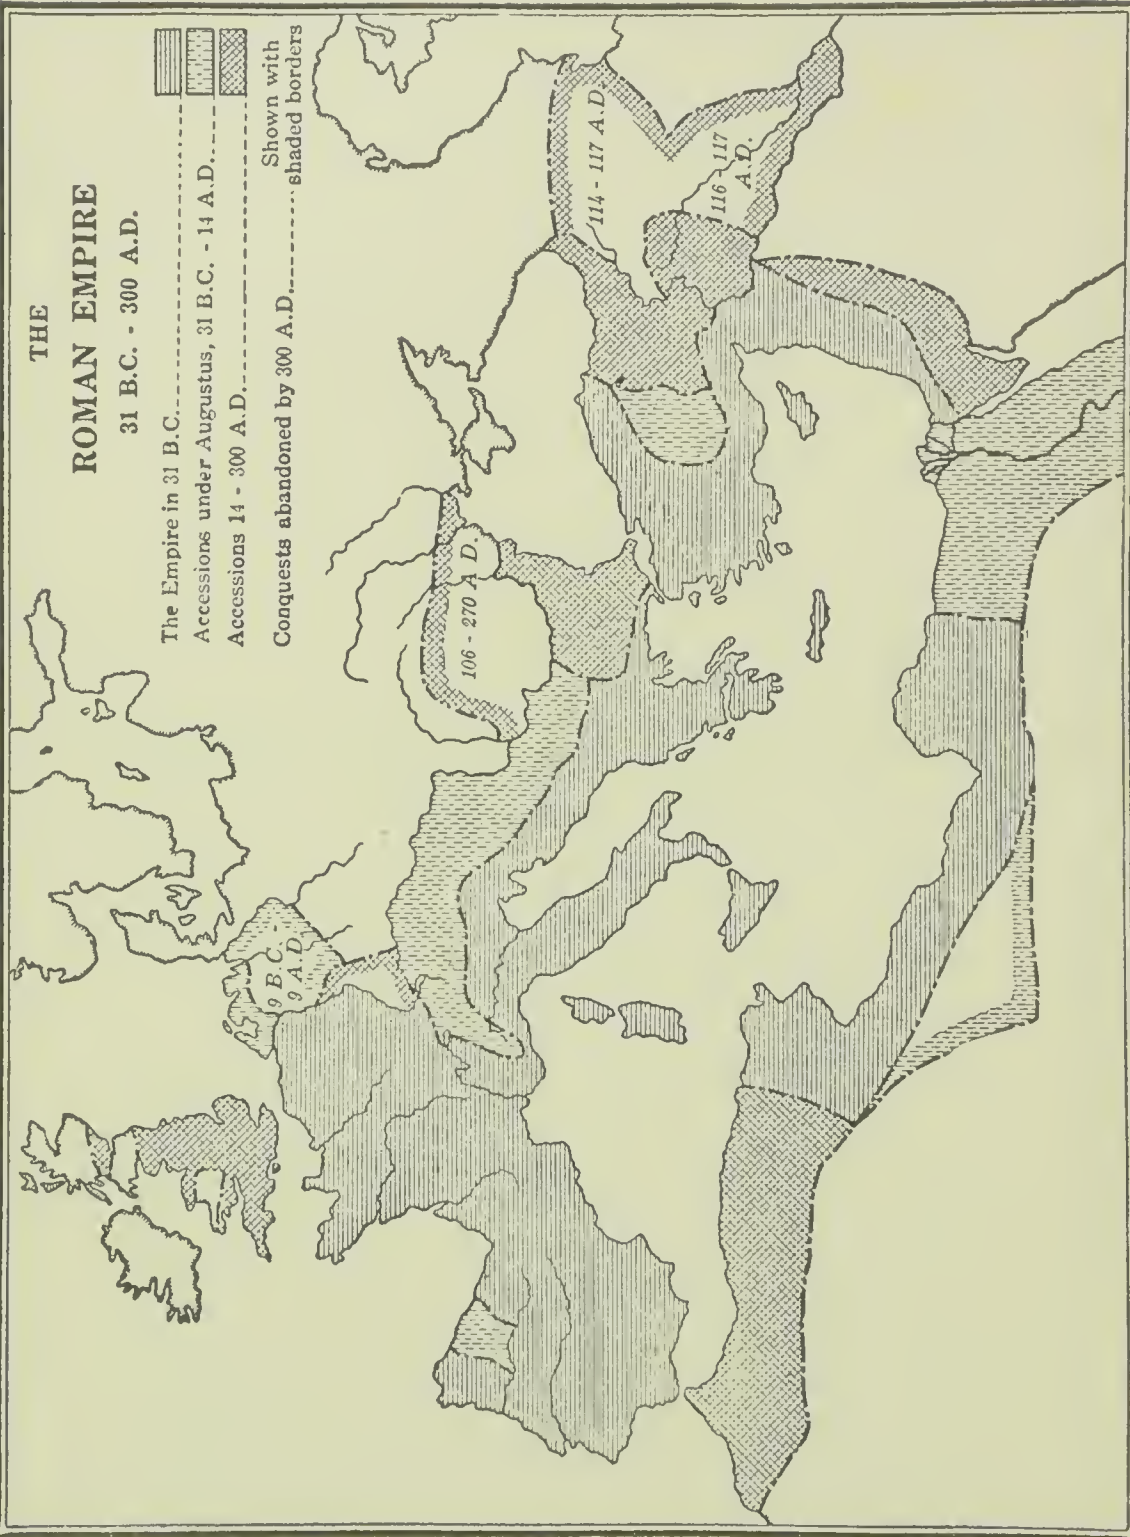 THE
ROMAN EMPIRE
31 B.C. - 300 A.D.
The Empire in 31 B.C.
Accessions under Augustus, 31 B.C. - 14 A.D.
Accessions 14 - 300 A.D.
Shown with
Conquests abandoned by 300 A.D. shaded borders
9 B.C. -
9 A.D.
106 - 270 A.D.
114 - 117 A.D.
116 - 117
A.D.